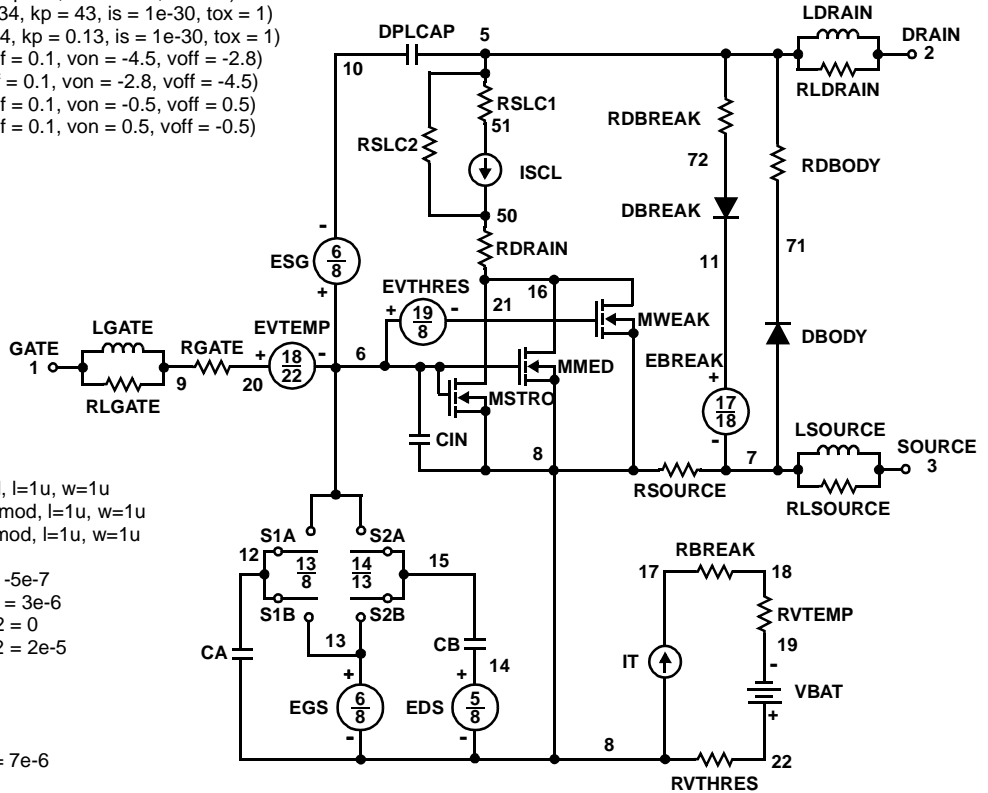 34, kp = 43, is = 1e-30, tox = 1)
4, kp = 0.13, is = 1e-30, tox = 1)
ff = 0.1, von = -4.5, voff = -2.8)
f = 0.1, von = -2.8, voff = -4.5)
ff = 0.1, von = -0.5, voff = 0.5)
ff = 0.1, von = 0.5, voff = -0.5)
LDRAIN
DPLCAP 5 DRAIN
2
10
RLDRAIN
RSLC1
RDBREAK
51
RSLC2
72 RDBODY
ISCL
DBREAK
50
71
RDRAIN
6
8
ESG
11
EVTHRES 16
21
19
8
MWEAK
LGATE EVTEMP
DBODY
GATE RGATE
6
EBREAK
1
18
22
MMED
9 20
MSTRO
17
18
RLGATE
LSOURCE
CIN
8 7 SOURCE
3
RSOURCE
RLSOURCE
l, l=1u, w=1u
mod, l=1u, w=1u
mod, l=1u, w=1u
S1A S2A
12
13
8
14
13
15
RBREAK
17 18
-5e-7
= 3e-6
2 = 0
2 = 2e-5
S1B S2B
RVTEMP
13
CB
19
CA
14
IT
VBAT
EGS
6
8
EDS
5
8
8
22
= 7e-6
RVTHRES